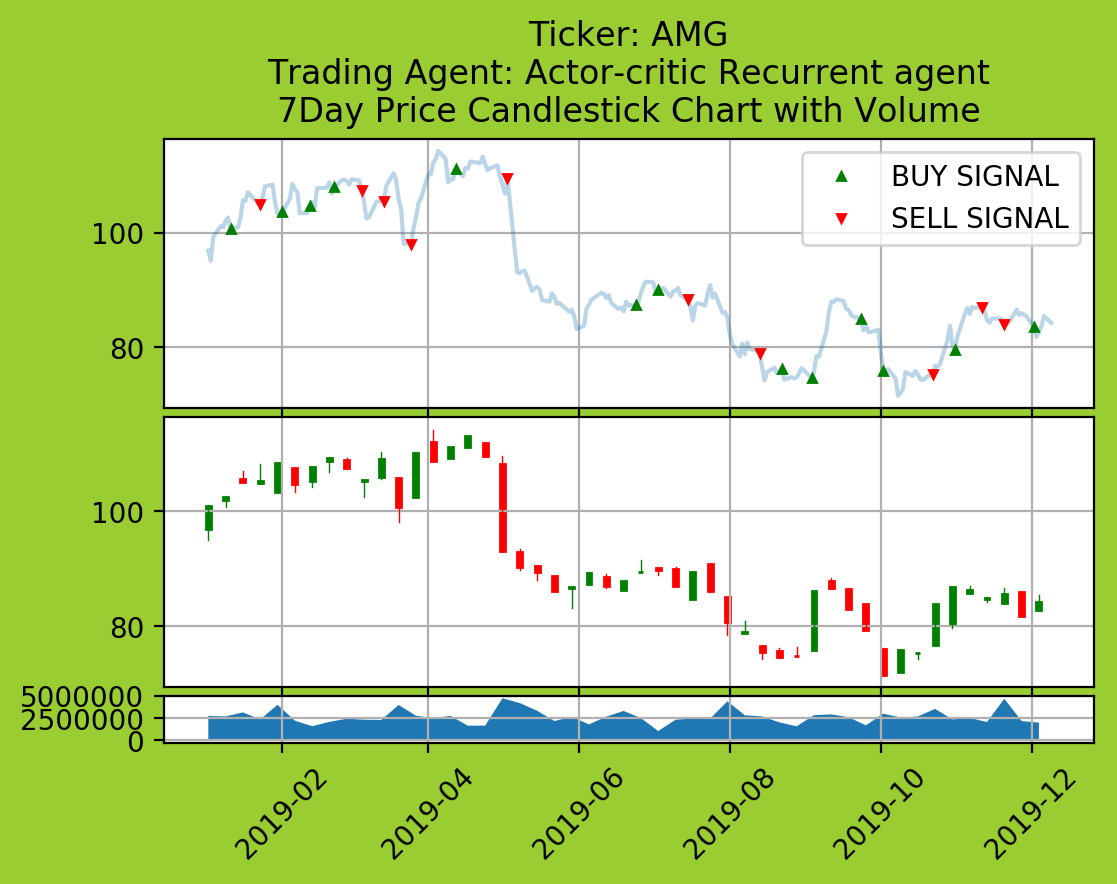 Ticker: AMG
Trading Agent: Actor-critic Recurrent agent
7Day Price Candlestick Chart with Volume
BUY SIGNAL
SELL SIGNAL
100
80
100
80
5000000
2500000
0
2019-02
2019-04
2019-06
2019-08
2019-10
2019-12